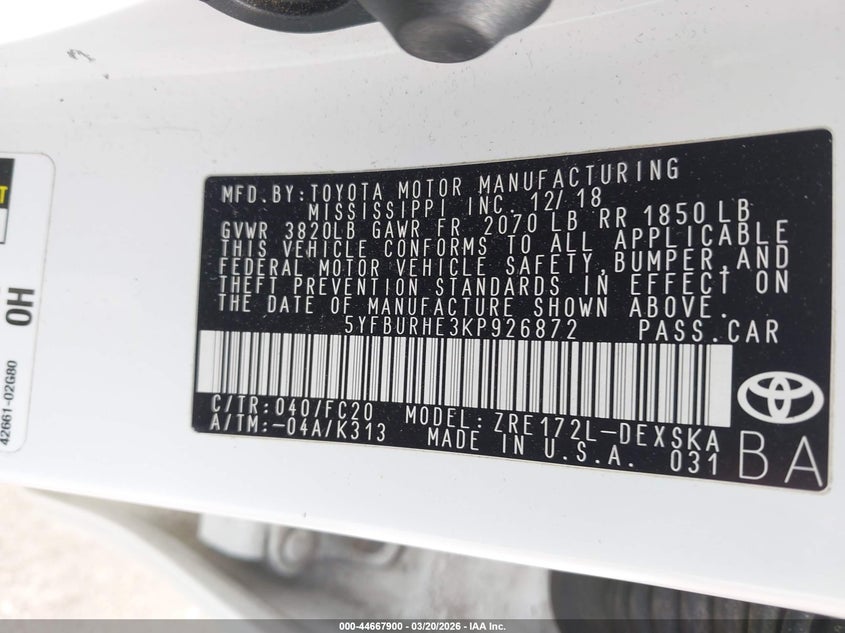 MFD.BY:TOYOTA MOTOR MANUFACTURING
MISSISSIPPI INC. 12/18
GVWR 3820LB GAWR FR 2070 LB RR 1850 LB
THIS VEHICLE CONFORMS TO ALL APPLICABLE
FEDERAL MOTOR VEHICLE SAFETY,BUMPER,AND
THEFT PREVENTION STANDARDS IN EFFECT ON
THE DATE OF MANUFACTURE SHOWN ABOVE.
5YFBURHE3KP926872 PASS.CAR
C/TR:040/FC20 MODEL:ZRE172L-DEXSKA
A/TM:-04A/K313 MADE IN U.S.A. 031
BA
0H
42661-02G80
000-44667900 | 03/20/2026 | IAA Inc.